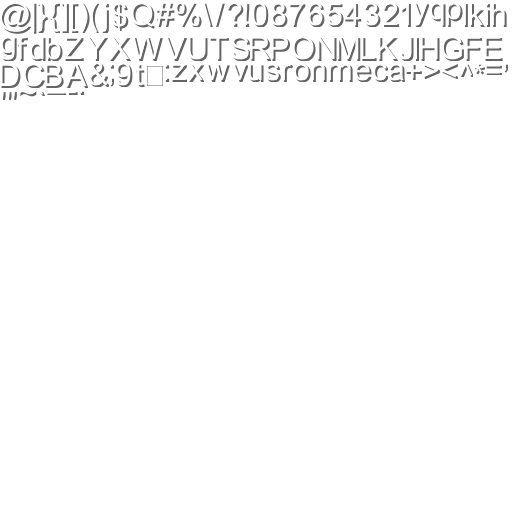 @|}{][)(j$Q#%\/?!087654321yqplkih
gfdbZYXWVUTSRPONMLKJIHGFE
DCBA&;9t□:zxwvusronmeca+><^*=',
"~`_-.